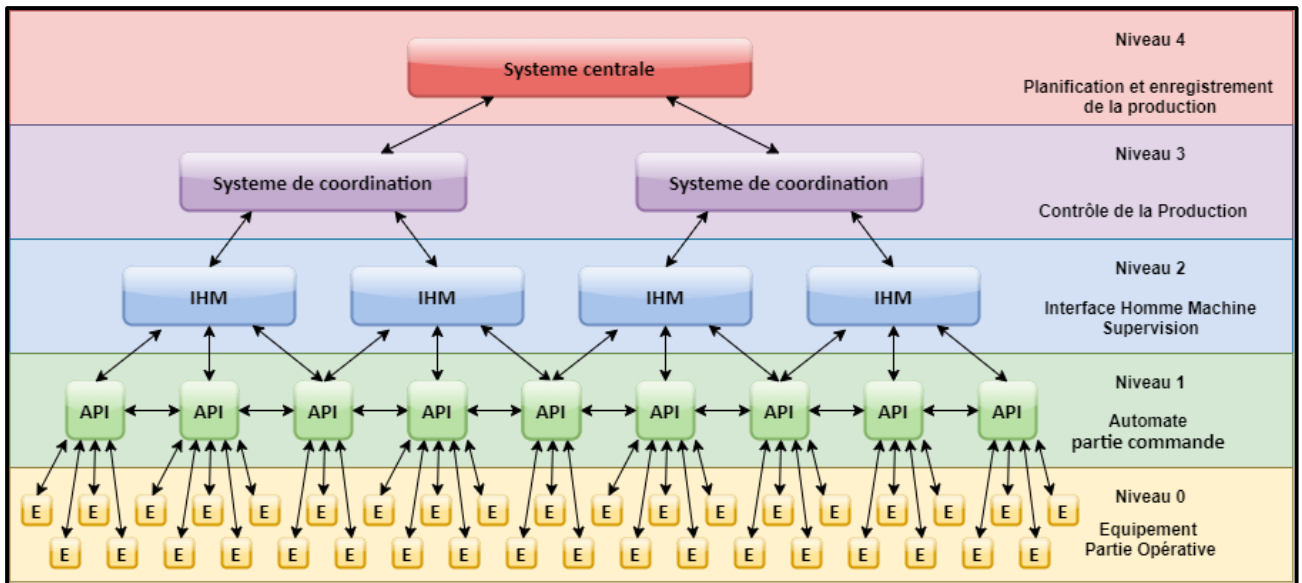 Niveau 4
Systeme centrale
Planification et enregistrement
de la production
Niveau 3
Systeme de coordination Systeme de coordination
Contrôle de la Production
Niveau 2
IHM IHM IHM IHM
Interface Homme Machine
Supervision
Niveau 1
API API API API API API API API API
Automate
partie commande
Niveau 0
E E E E E E E E E E E E E E E E E E E
Equipement
Partie Opérative
E E E E E E E E E E E E E E E E E E